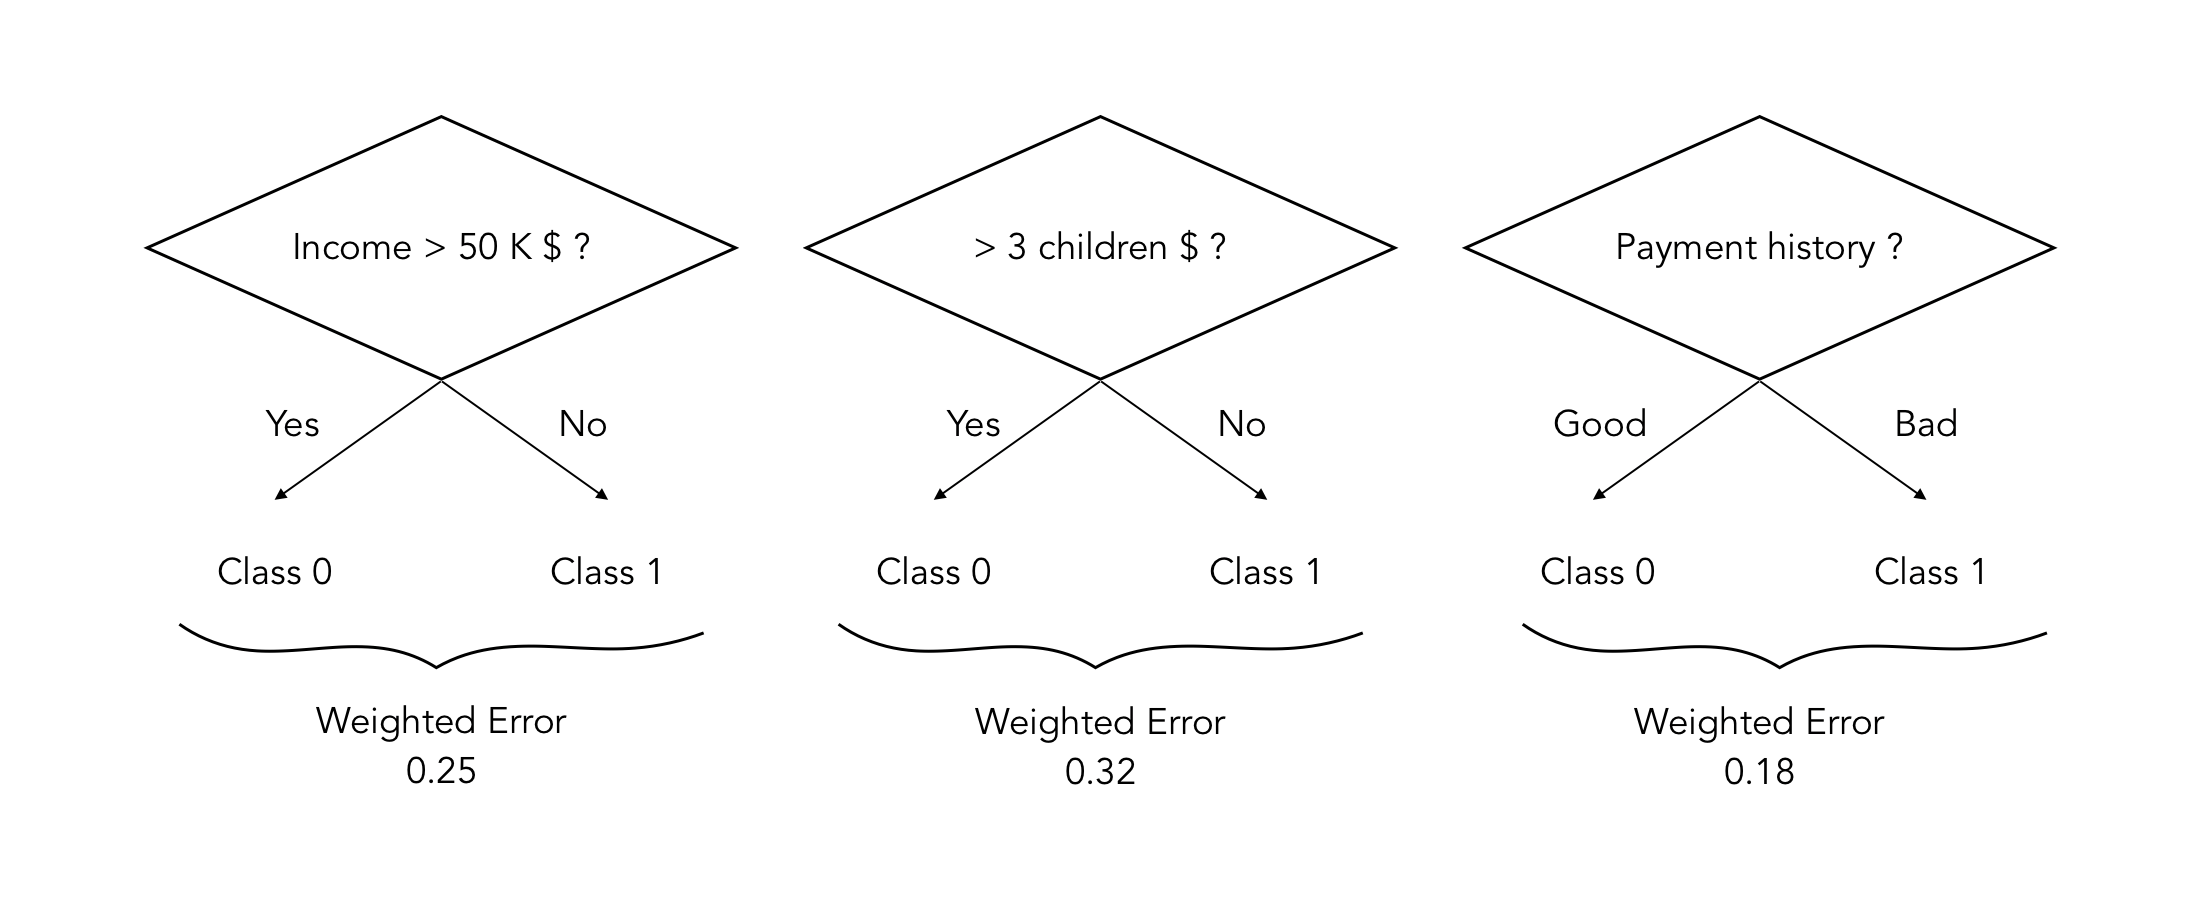 Income > 50 K $ ?
> 3 children $ ?
Payment history ?
Yes
No
Yes
No
Good
Bad
Class 0
Class 1
Class 0
Class 1
Class 0
Class 1
Weighted Error
0.25
Weighted Error
0.32
Weighted Error
0.18